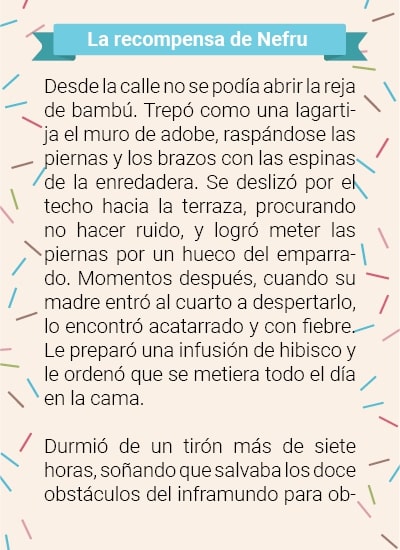 La recompensa de Nefru
Desde la calle no se podía abrir la reja
de bambú. Trepó como una lagarti-
ja el muro de adobe, raspándose las
piernas y los brazos con las espinas
de la enredadera. Se deslizó por el
techo hacia la terraza, procurando
no hacer ruido, y logró meter las
piernas por un hueco del emparra-
do. Momentos después, cuando su
madre entró al cuarto a despertarlo,
lo encontró acatarrado y con fiebre.
Le preparó una infusión de hibisco y
le ordenó que se metiera todo el día
en la cama.
Durmió de un tirón más de siete
horas, soñando que salvaba los doce
obstáculos del inframundo para ob-